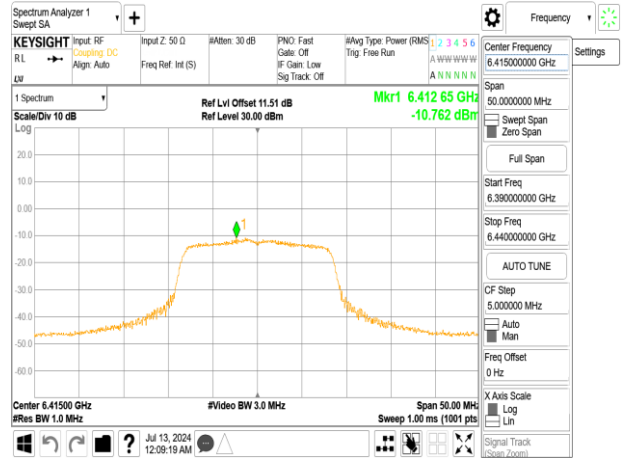 Spectrum Analyzer 1
Swept SA
Frequency
Settings
KEYSIGHT
RL
Input: RF
Coupling: DC
Align: Auto
Input Z: 50 Ω
Freq Ref: Int (S)
#Atten: 30 dB
PNO: Fast
Gate: Off
IF Gain: Low
Sig Track: Off
#Avg Type: Power (RMS
Trig: Free Run
1 2 3 4 5 6
A W W W W W
A N N N N N
1 Spectrum
Scale/Div 10 dB
Ref Lvl Offset 11.51 dB
Ref Level 30.00 dBm
Mkr1 6.412 65 GHz
-10.762 dBm
Log
20.0
10.0
0.00
-10.0
-20.0
-30.0
-40.0
-50.0
-60.0
1
Center 6.41500 GHz
#Res BW 1.0 MHz
#Video BW 3.0 MHz
Span 50.00 MHz
Sweep 1.00 ms (1001 pts
Jul 13, 2024
12:09:19 AM
Center Frequency
6.415000000 GHz
Span
50.0000000 MHz
Swept Span
Zero Span
Full Span
Start Freq
6.390000000 GHz
Stop Freq
6.440000000 GHz
AUTO TUNE
CF Step
5.000000 MHz
Auto
Man
Freq Offset
0 Hz
X Axis Scale
Log
Lin
Signal Track
(Span Zoom)